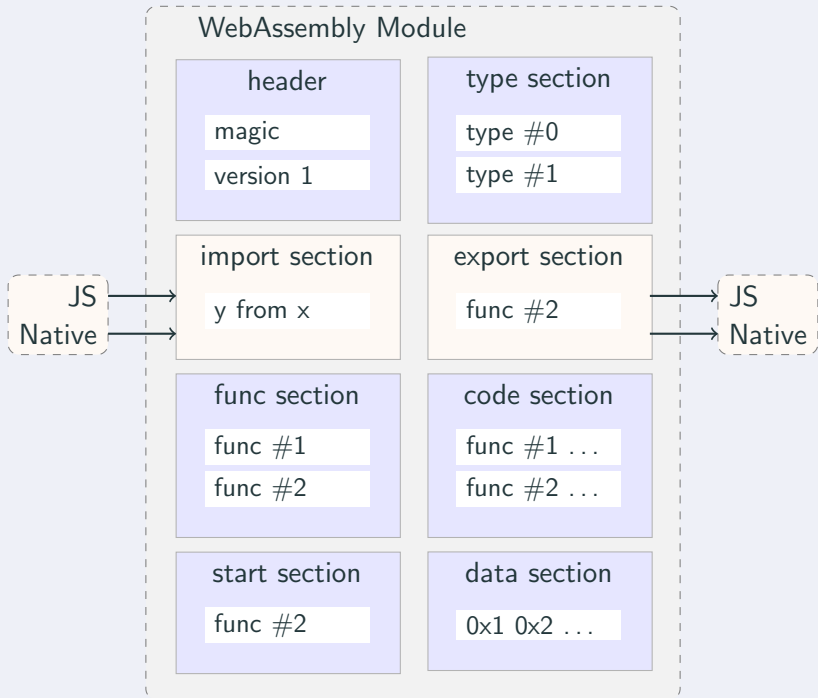 WebAssembly Module
header
magic
version 1
type section
type #0
type #1
JS
Native
import section
y from x
export section
func #2
JS
Native
func section
func #1
func #2
code section
func #1 ...
func #2 ...
start section
func #2
data section
0x1 0x2 ...